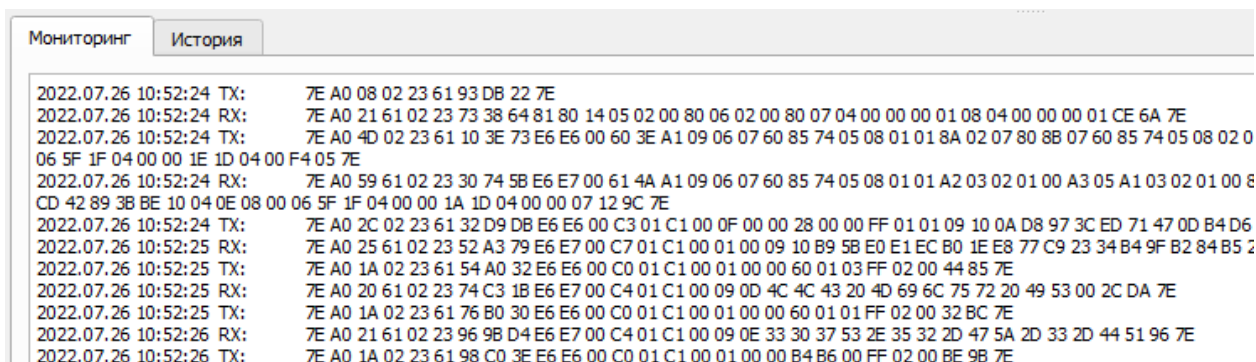 Мониторинг
История
2022.07.26 10:52:24 TX: 7E A0 08 02 23 61 93 DB 22 7E
2022.07.26 10:52:24 RX: 7E A0 21 61 02 23 73 38 64 81 80 14 05 02 00 80 06 02 00 80 07 04 00 00 00 01 08 04 00 00 00 01 CE 6A 7E
2022.07.26 10:52:24 TX: 7E A0 4D 02 23 61 10 3E 73 E6 E6 00 60 3E A1 09 06 07 60 85 74 05 08 01 01 8A 02 07 80 8B 07 60 85 74 05 08 02 0
06 5F 1F 04 00 00 1E 1D 04 00 F4 05 7E
2022.07.26 10:52:24 RX: 7E A0 59 61 02 23 30 74 5B E6 E7 00 61 4A A1 09 06 07 60 85 74 05 08 01 01 A2 03 02 01 00 A3 05 A1 03 02 01 00 8
CD 42 89 3B BE 10 04 0E 08 00 06 5F 1F 04 00 00 1A 1D 04 00 00 07 12 9C 7E
2022.07.26 10:52:24 TX: 7E A0 2C 02 23 61 32 D9 DB E6 E6 00 C3 01 C1 00 0F 00 00 28 00 00 FF 01 01 09 10 0A D8 97 3C ED 71 47 0D B4 D6
2022.07.26 10:52:25 RX: 7E A0 25 61 02 23 52 A3 79 E6 E7 00 C7 01 C1 00 01 00 09 10 B9 5B E0 E1 EC B0 1E E8 77 C9 23 34 B4 9F B2 84 B5 2
2022.07.26 10:52:25 TX: 7E A0 1A 02 23 61 54 A0 32 E6 E6 00 C0 01 C1 00 01 00 00 60 01 03 FF 02 00 44 85 7E
2022.07.26 10:52:25 RX: 7E A0 20 61 02 23 74 C3 1B E6 E7 00 C4 01 C1 00 09 0D 4C 4C 43 20 4D 69 6C 75 72 20 49 53 00 2C DA 7E
2022.07.26 10:52:25 TX: 7E A0 1A 02 23 61 76 B0 30 E6 E6 00 C0 01 C1 00 01 00 00 60 01 01 FF 02 00 32 BC 7E
2022.07.26 10:52:26 RX: 7E A0 21 61 02 23 96 9B D4 E6 E7 00 C4 01 C1 00 09 0E 33 30 37 53 2E 35 32 2D 47 5A 2D 33 2D 44 51 96 7E
2022.07.26 10:52:26 TX: 7E A0 1A 02 23 61 98 C0 3E E6 E6 00 C0 01 C1 00 01 00 00 B4 B6 00 FF 02 00 BE 9B 7E